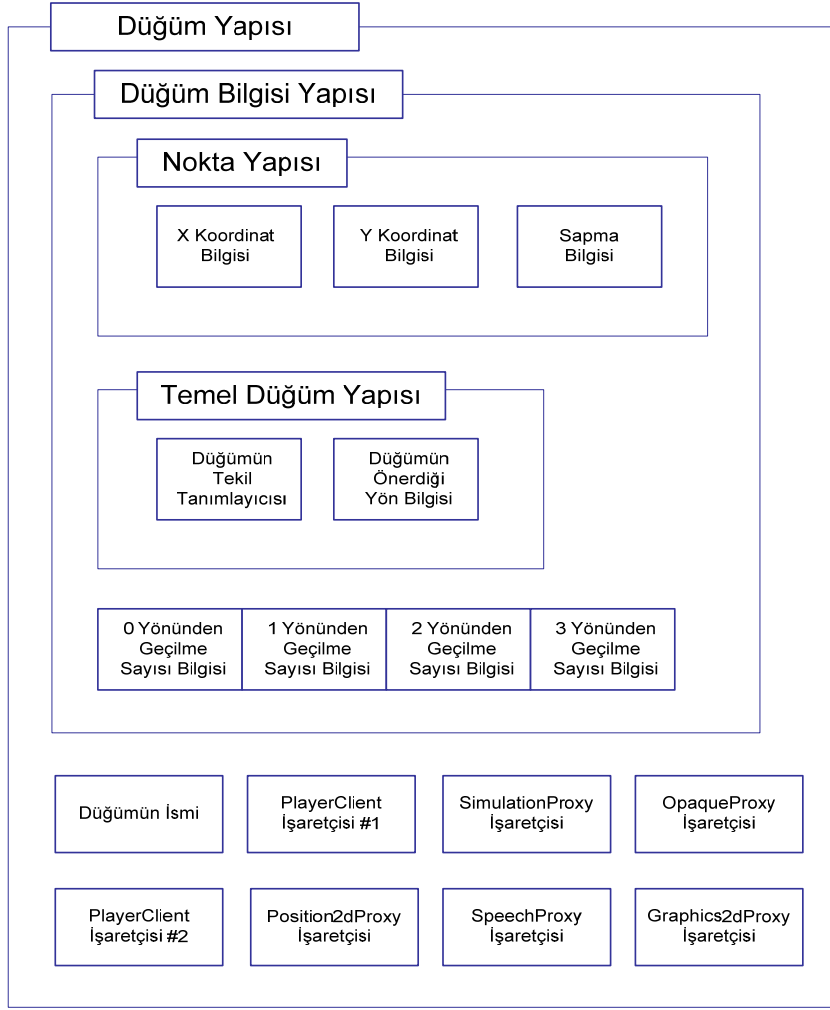 Düğüm Yapısı
Düğüm Bilgisi Yapısı
Nokta Yapısı
X Koordinat
Bilgisi
Y Koordinat
Bilgisi
Sapma
Bilgisi
Temel Düğüm Yapısı
Düğümün
Tekil
Tanımlayıcısı
Düğümün
Önerdiği
Yön Bilgisi
0 Yönünden
Geçilme
Sayısı Bilgisi
1 Yönünden
Geçilme
Sayısı Bilgisi
2 Yönünden
Geçilme
Sayısı Bilgisi
3 Yönünden
Geçilme
Sayısı Bilgisi
Düğümün İsmi
PlayerClient
İşaretçisi #1
SimulationProxy
İşaretçisi
OpaqueProxy
İşaretçisi
PlayerClient
İşaretçisi #2
Position2dProxy
İşaretçisi
SpeechProxy
İşaretçisi
Graphics2dProxy
İşaretçisi